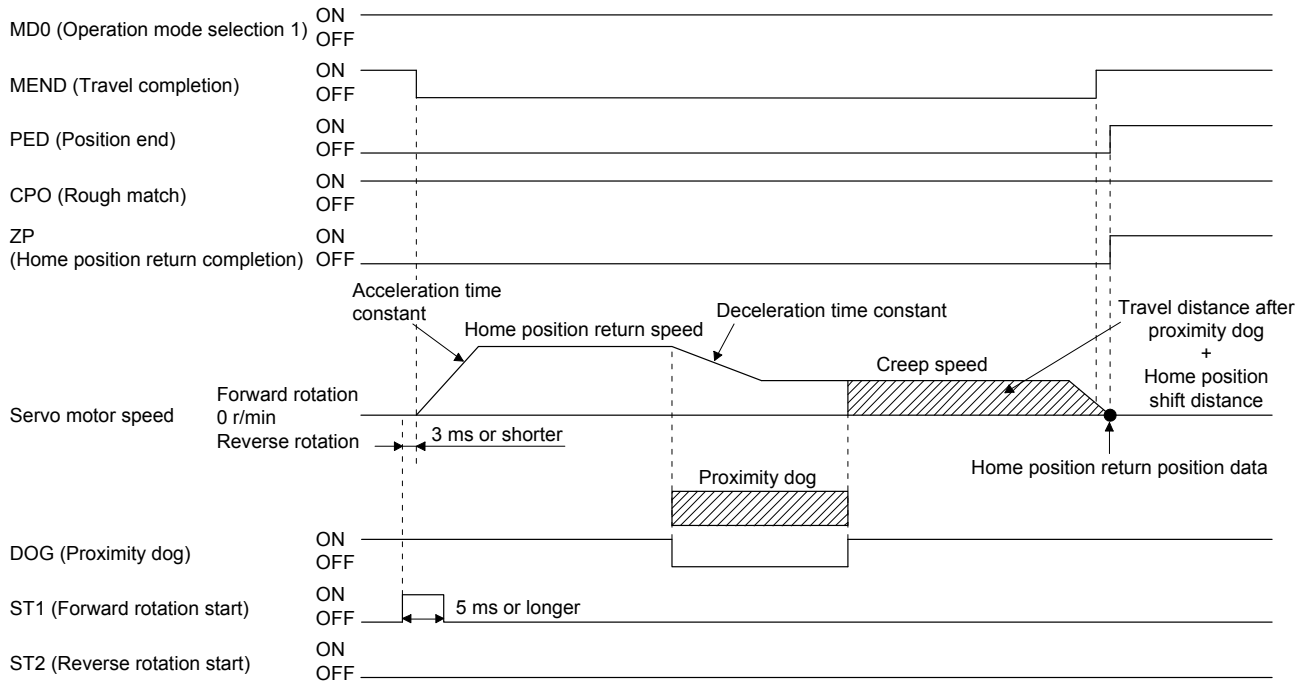 MD0 (Operation mode selection 1)
ON
OFF
MEND (Travel completion)
ON
OFF
PED (Position end)
ON
OFF
CPO (Rough match)
ON
OFF
ZP
(Home position return completion)
ON
OFF
Acceleration time
constant
Home position return speed
Deceleration time constant
Creep speed
Travel distance after
proximity dog
+
Home position
shift distance
Servo motor speed
Forward rotation
0 r/min
Reverse rotation
3 ms or shorter
Home position return position data
Proximity dog
DOG (Proximity dog)
ON
OFF
ST1 (Forward rotation start)
ON
OFF
5 ms or longer
ST2 (Reverse rotation start)
ON
OFF